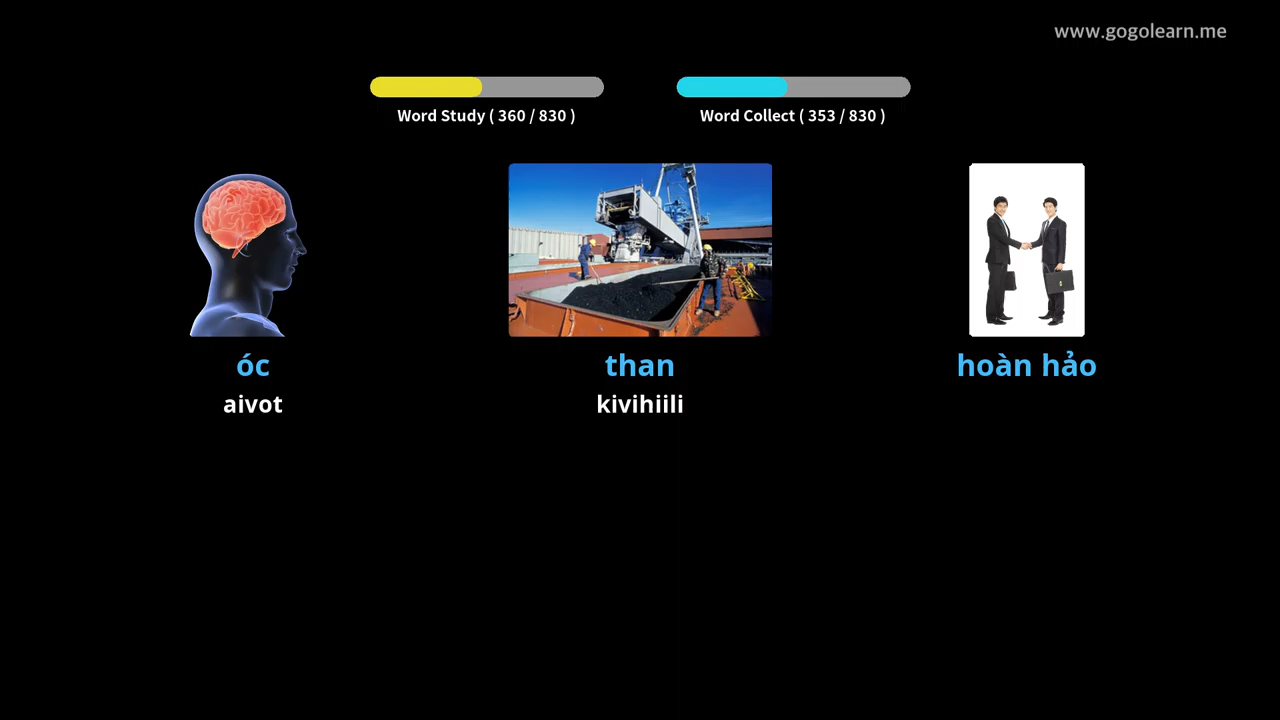 www.gogolearn.me
Word Study ( 360 / 830 )
Word Collect ( 353 / 830 )
óc
than
hoàn hảo
aivot
kivihiili